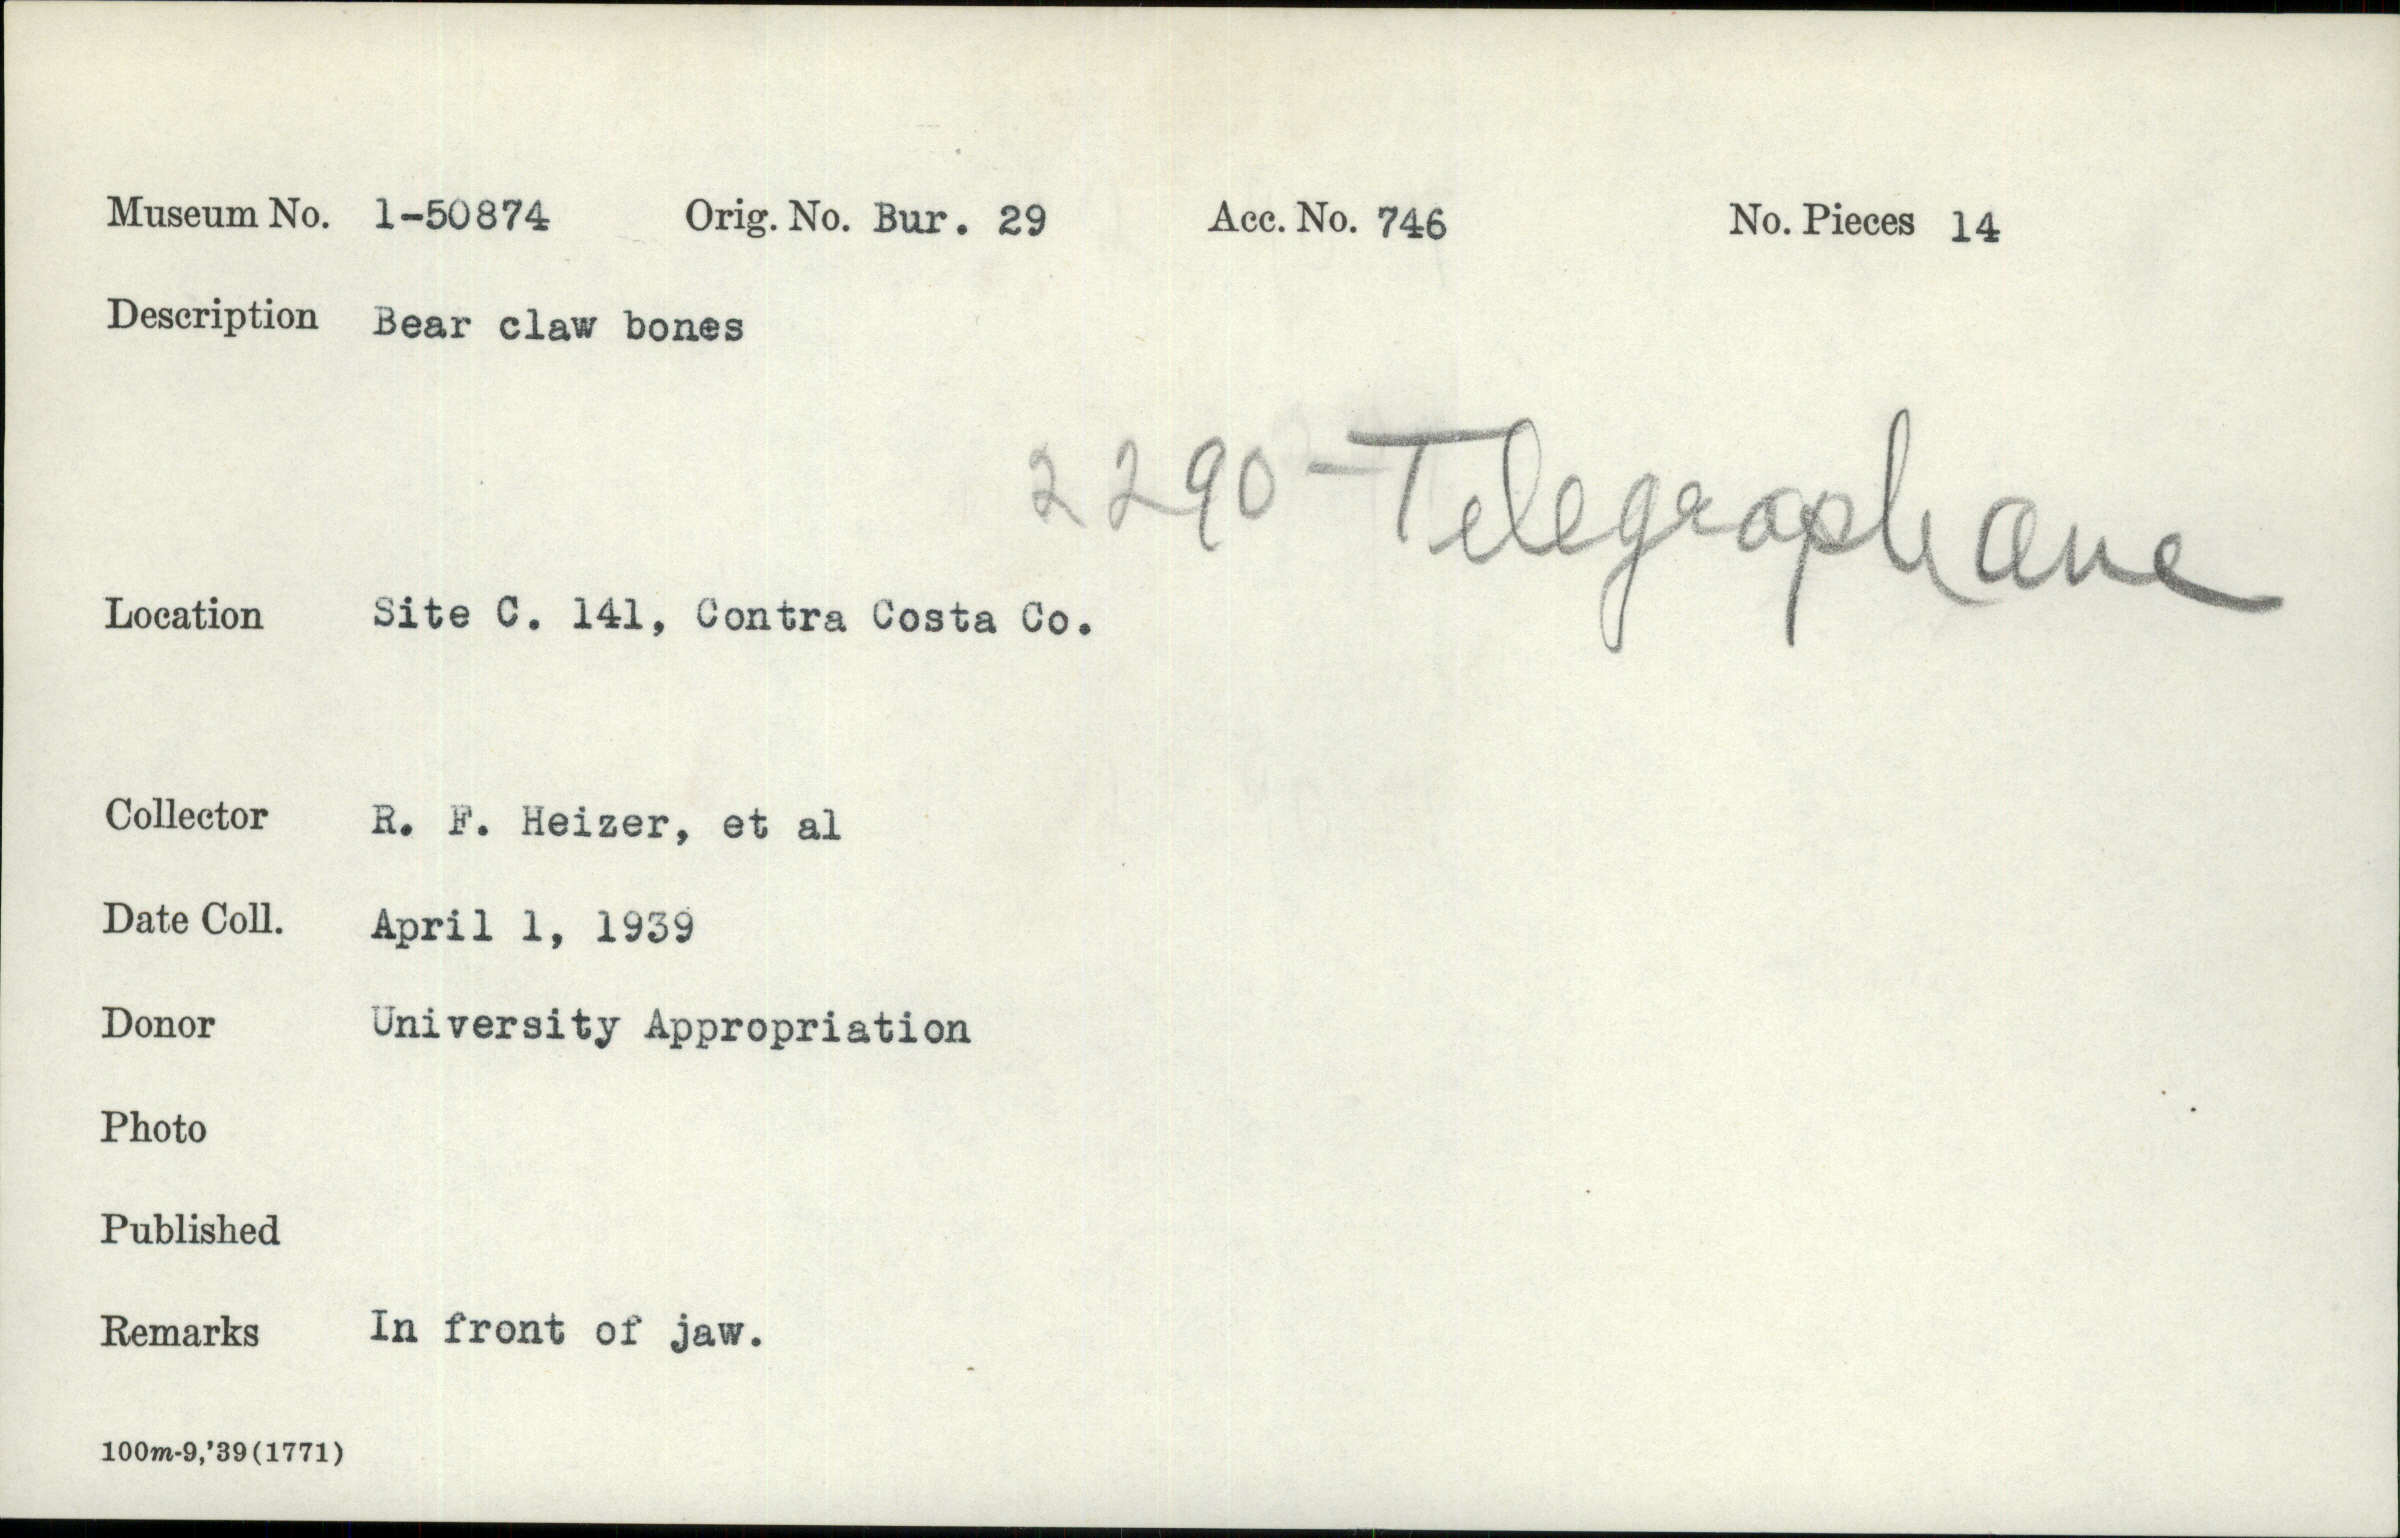 Museum No. 1-50874 Orig. No. Bur. 29 Acc. No. 746 No. Pieces 14
Description Bear claw bones
2290 - Telegraph Ave
Location Site C. 141, Contra Costa Co.
Collector R. F. Heizer, et al
Date Coll. April 1, 1939
Donor University Appropriation
Photo
Published
Remarks In front of jaw.
100m-9,'39(1771)